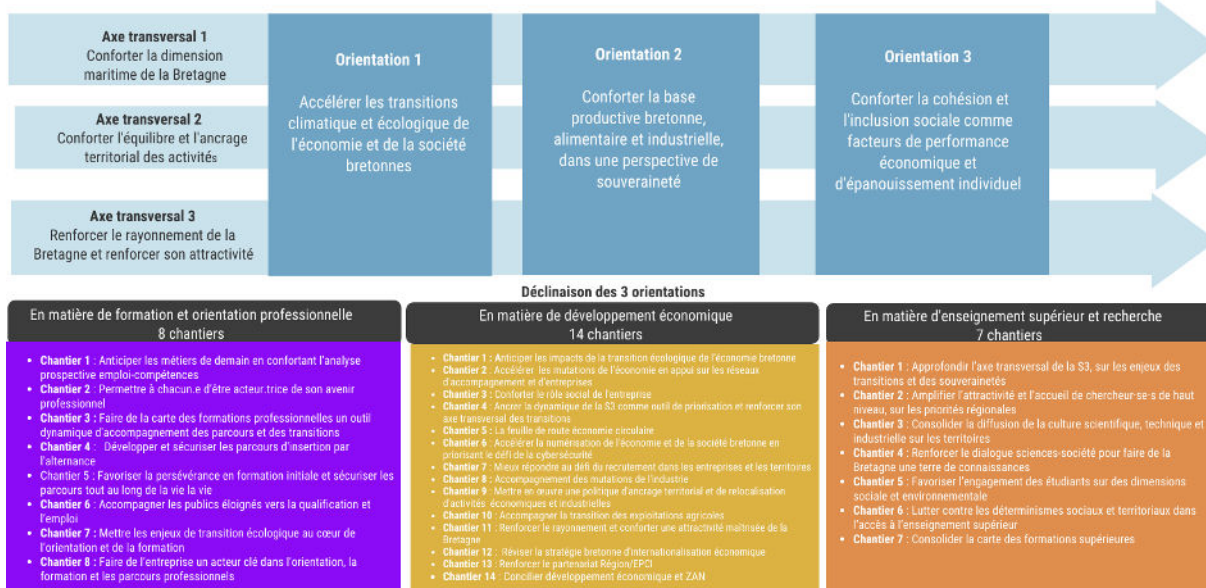 Axe transversal 1
Conforter la dimension
maritime de la Bretagne
Axe transversal 2
Conforter l'équilibre et l'ancrage
territorial des activités
Axe transversal 3
Renforcer le rayonnement de la
Bretagne et renforcer son attractivité
Orientation 1
Accélérer les transitions
climatique et écologique de
l'économie et de la société
bretonnes
Orientation 2
Conforter la base
productive bretonne,
alimentaire et industrielle,
dans une perspective de
souveraineté
Orientation 3
Conforter la cohésion et
l'inclusion sociale comme
facteurs de performance
économique et
d'épanouissement individuel
Déclinaison des 3 orientations
En matière de formation et orientation professionnelle
8 chantiers
Chantier 1 : Anticiper les métiers de demain en confortant l'analyse
prospective emploi-compétences
Chantier 2 : Permettre à chacun.e d'être acteur.trice de son avenir
professionnel
Chantier 3 : Faire de la carte des formations professionnelles un outil
dynamique d'accompagnement des parcours et des transitions
Chantier 4 : Développer et sécuriser les parcours d'insertion par
l'alternance
Chantier 5 : Favoriser la persévérance en formation initiale et sécuriser les
parcours tout au long de la vie la vie
Chantier 6 : Accompagner les publics éloignés vers la qualification et
l'emploi
Chantier 7 : Mettre les enjeux de transition écologique au cœur de
l'orientation et de la formation
Chantier 8 : Faire de l'entreprise un acteur clé dans l'orientation, la
formation et les parcours professionnels
En matière de développement économique
14 chantiers
Chantier 1 : Anticiper les impacts de la transition écologique de l'économie bretonne
Chantier 2 : Accélérer les mutations de l'économie en appui sur les réseaux
d'accompagnement et d'entreprises
Chantier 3 : Conforter le rôle social de l'entreprise
Chantier 4 : Ancrer la dynamique de la S3 comme outil de priorisation et renforcer son
axe transversal des transitions
Chantier 5 : La feuille de route économie circulaire
Chantier 6 : Accélérer la numérisation de l'économie et de la société bretonne en
priorisant le défi de la cybersécurité
Chantier 7 : Mieux répondre au défi du recrutement dans les entreprises et les territoires
Chantier 8 : Accompagnement des mutations de l'industrie
Chantier 9 : Mettre en œuvre une politique d'ancrage territorial et de relocalisation
d'activités économiques et industrielles
Chantier 10 : Accompagner la transition des exploitations agricoles
Chantier 11 : Renforcer le rayonnement et conforter une attractivité maîtrisée de la
Bretagne
Chantier 12 : Réviser la stratégie bretonne d'internationalisation économique
Chantier 13 : Renforcer le partenariat Région/EPCI
Chantier 14 : Concilier développement économique et ZAN
En matière d'enseignement supérieur et recherche
7 chantiers
Chantier 1 : Approfondir l'axe transversal de la S3, sur les enjeux des
transitions et des souverainetés
Chantier 2 : Amplifier l'attractivité et l'accueil de chercheur·se·s de haut
niveau, sur les priorités régionales
Chantier 3 : Consolider la diffusion de la culture scientifique, technique et
industrielle sur les territoires
Chantier 4 : Renforcer le dialogue sciences-société pour faire de la
Bretagne une terre de connaissances
Chantier 5 : Favoriser l'engagement des étudiants sur des dimensions
sociale et environnementale
Chantier 6 : Lutter contre les déterminismes sociaux et territoriaux dans
l'accès à l'enseignement supérieur
Chantier 7 : Consolider la carte des formations supérieures